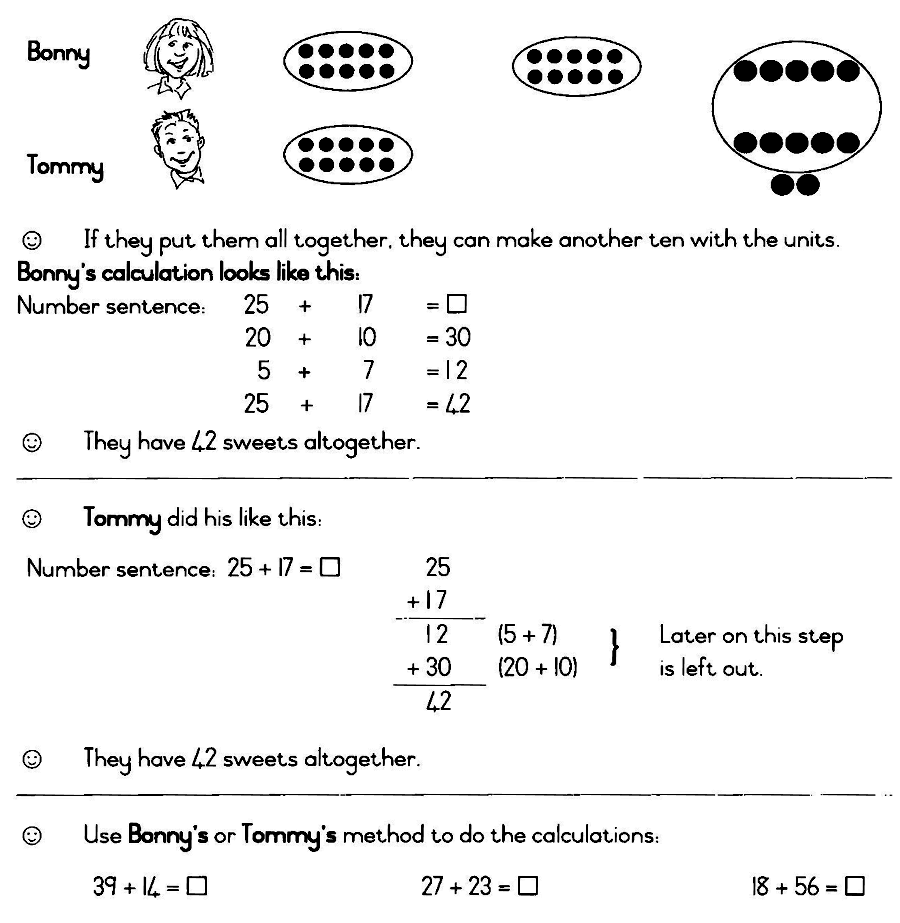 Bonny
Tommy
If they put them all together, they can make another ten with the units.
Bonny's calculation looks like this:
Number sentence: 25 + 17 = □
20 + 10 = 30
5 + 7 = 12
25 + 17 = 42
They have 42 sweets altogether.
Tommy did his like this:
Number sentence: 25 + 17 = □ 25
+ 17
12 (5 + 7) } Later on this step
+ 30 (20 + 10) is left out.
42
They have 42 sweets altogether.
Use Bonny's or Tommy's method to do the calculations:
39 + 14 = □ 27 + 23 = □ 18 + 56 = □